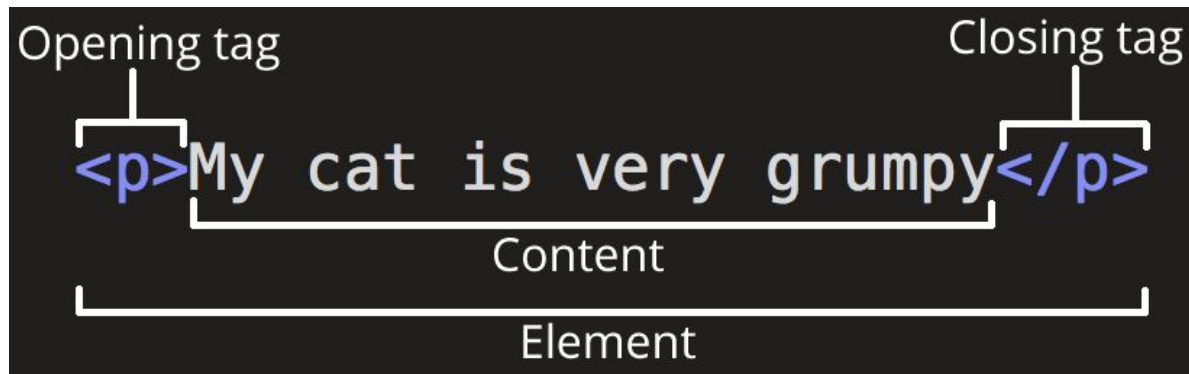 Opening tag
Closing tag
<p>My cat is very grumpy</p>
Content
Element